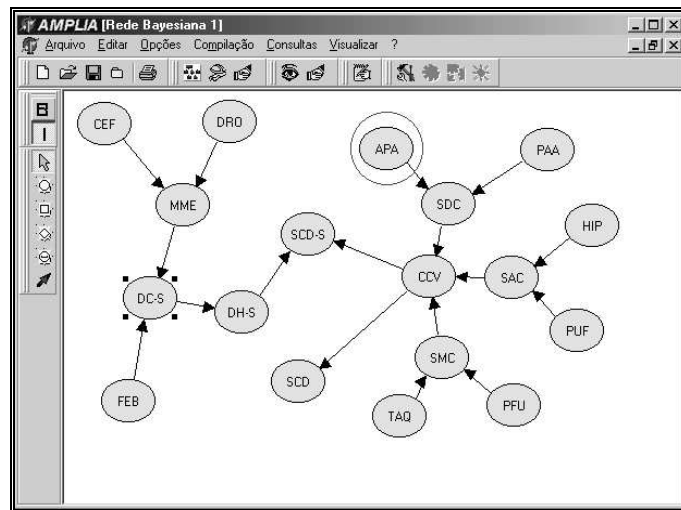 AMPLIA [Rede Bayesiana 1]
Arquivo Editar Opções Compilação Consultas Visualizar ?
B
I
CEF
DRO
APA
PAA
MME
SDC
HIP
SCD-S
CCV
SAC
DC-S
DH-S
PUF
SMC
SCD
FEB
TAQ
PFU